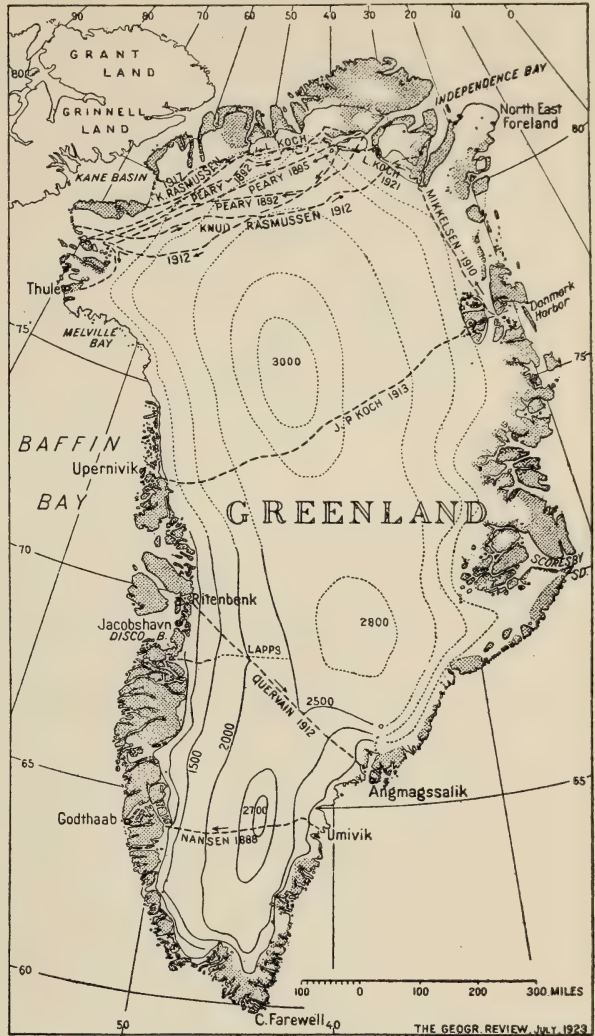 90 80 70 60 50 40 30 20 10 0
GRANT
LAND
80
GRINNELL
LAND
KANE BASIN
INDEPENDENCE BAY
North East
Foreland
80
1917
K. RASMUSSEN
L. KOCH
PEARY 1892
PEARY 1895
PEARY 1892
KNUD RASMUSSEN 1912
1912
L. KOCH
1921
MIKKELSEN 1910
Thule
Danmark
Harbor
75
MELVILLE
BAY
75
3000
J. P. KOCH 1913
BAFFIN
BAY
Upernivik
GREENLAND
70
SCORESBY
SD.
70
Ritenbenk
Jacobshavn
DISCO B.
2800
LAPPS
QUERVAIN 1912
2500
1500
2000
65
65
Angmagssalik
Godthaab
2700
NANSEN 1888
Umivik
60
100 0 100 200 300 MILES
C. Farewell
50 40
THE GEOGR. REVIEW, JULY, 1923